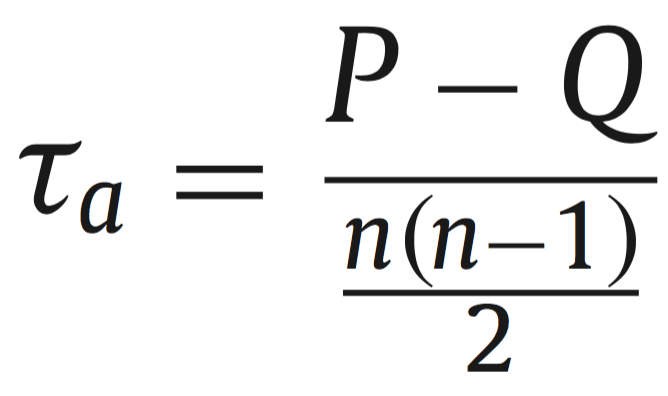 τₐ = (P − Q) / (n(n−1) / 2)